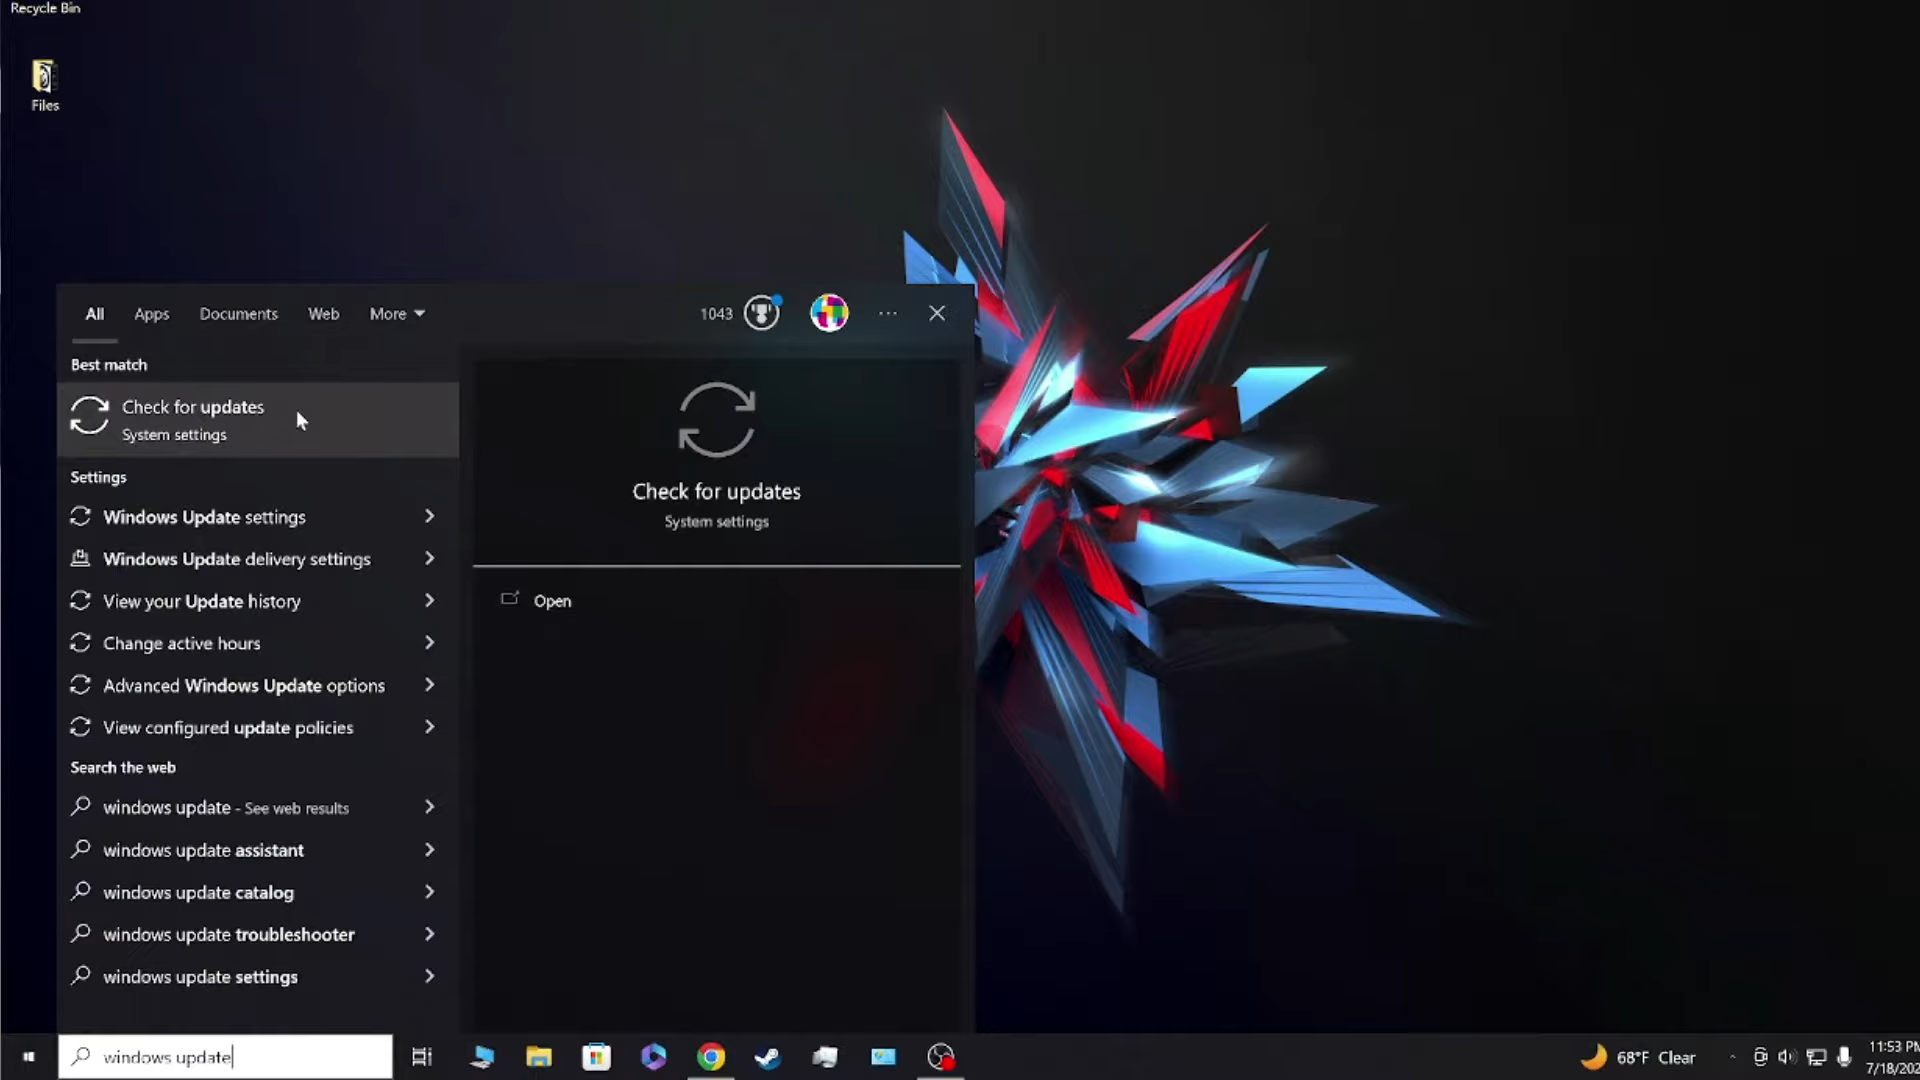 Recycle Bin
Files
All Apps Documents Web More 1043 ...
Best match
Check for updates
System settings
Settings
Windows Update settings
Windows Update delivery settings
View your Update history
Change active hours
Advanced Windows Update options
View configured update policies
Search the web
windows update - See web results
windows update assistant
windows update catalog
windows update troubleshooter
windows update settings
Check for updates
System settings
Open
windows update
68°F Clear
11:53 PM
7/18/202